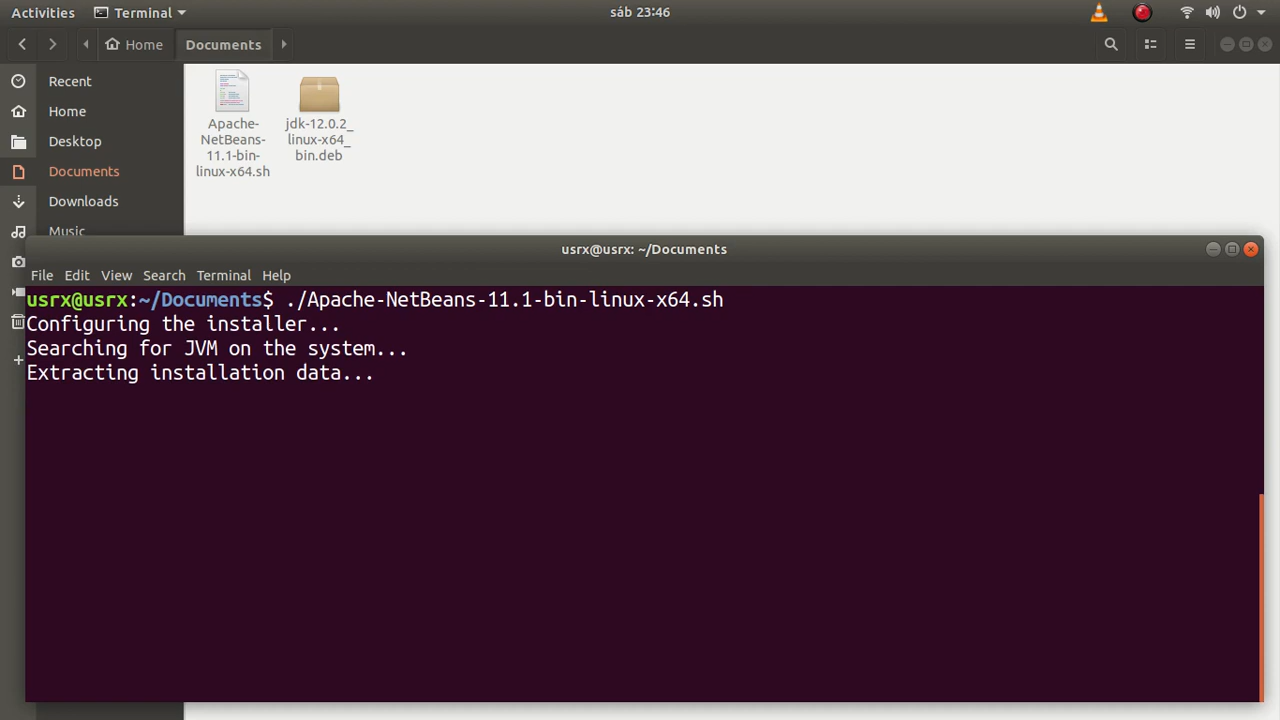 Activities
Terminal
sáb 23:46
Home
Documents
Recent
Home
Desktop
Documents
Downloads
Music
Apache-
NetBeans-
11.1-bin-
linux-x64.sh
jdk-12.0.2_
linux-x64_
bin.deb
usrx@usrx: ~/Documents
File Edit View Search Terminal Help
usrx@usrx:~/Documents$ ./Apache-NetBeans-11.1-bin-linux-x64.sh
Configuring the installer...
Searching for JVM on the system...
Extracting installation data...